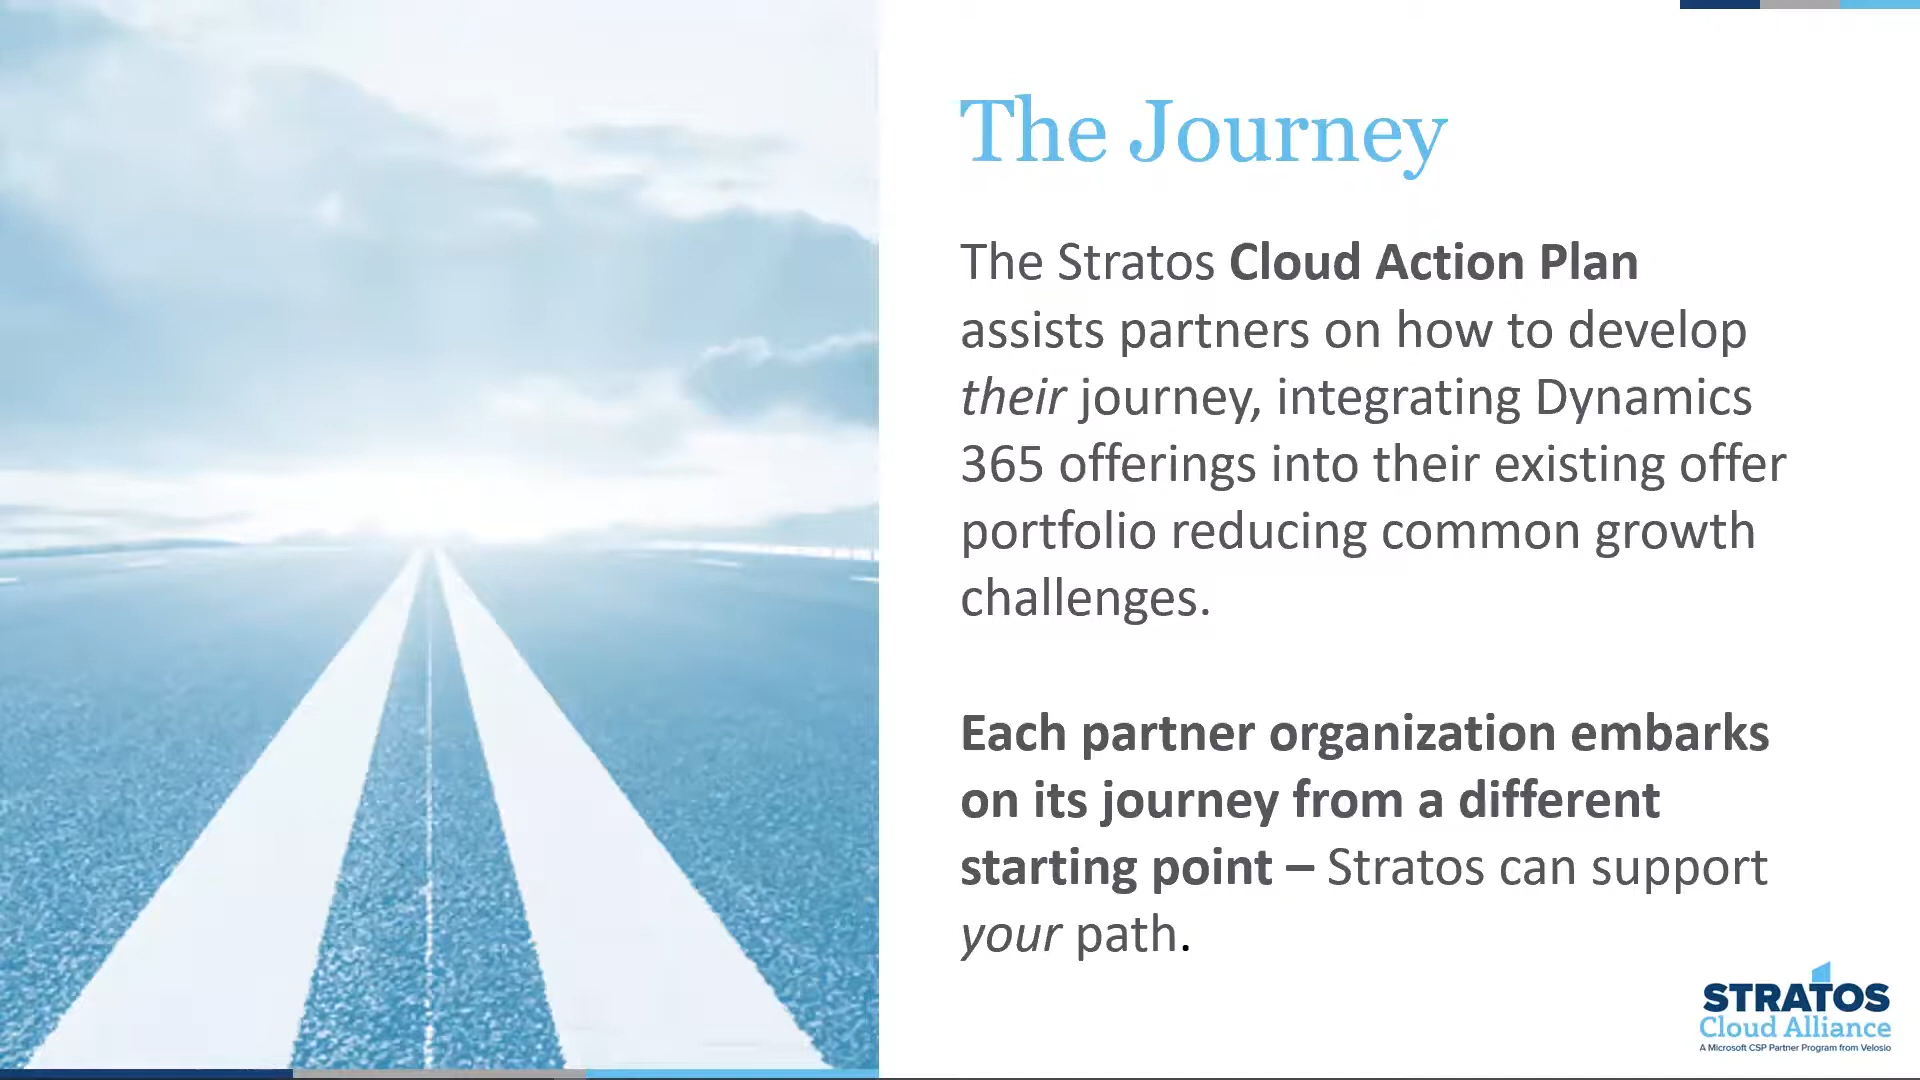 The Journey
The Stratos Cloud Action Plan
assists partners on how to develop
their journey, integrating Dynamics
365 offerings into their existing offer
portfolio reducing common growth
challenges.
Each partner organization embarks
on its journey from a different
starting point – Stratos can support
your path.
STRATOS
Cloud Alliance
A Microsoft CSP Partner Program from Velosio